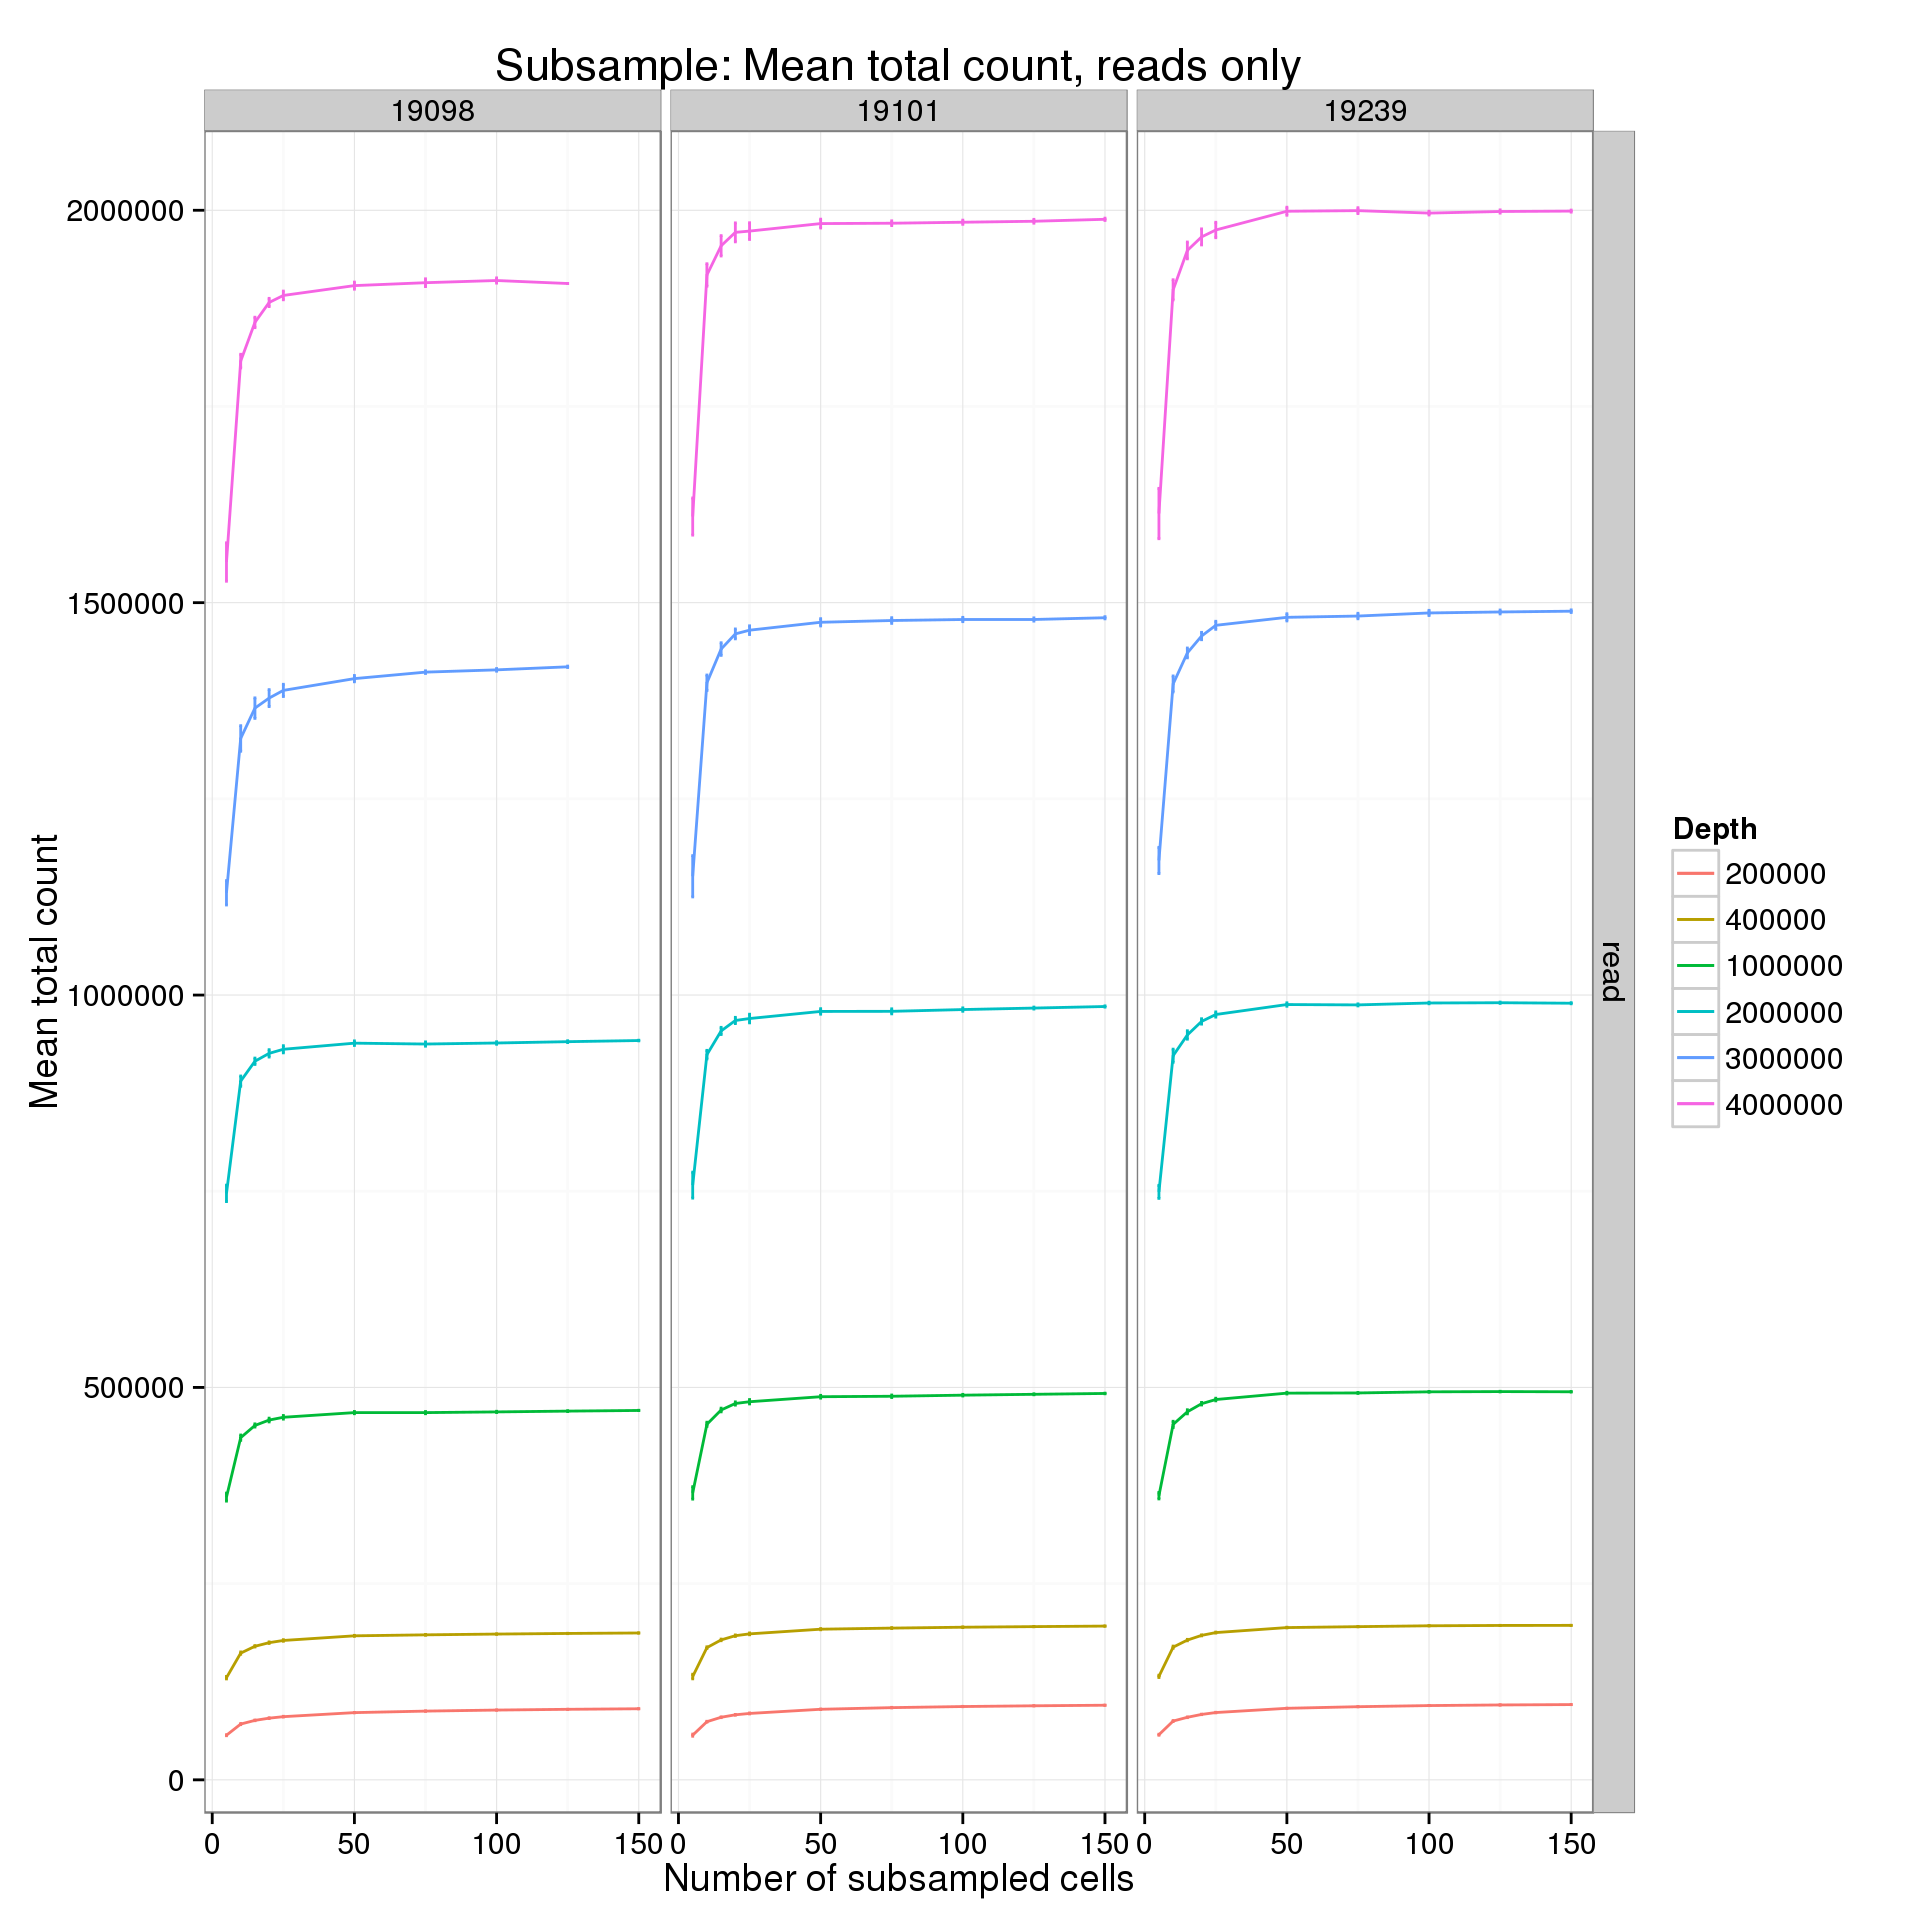 Subsample: Mean total count, reads only
19098
19101
19239
2000000
1500000
1000000
500000
0
Mean total count
read
0 50 100 150
0 50 100 150
0 50 100 150
Number of subsampled cells
Depth
200000
400000
1000000
2000000
3000000
4000000